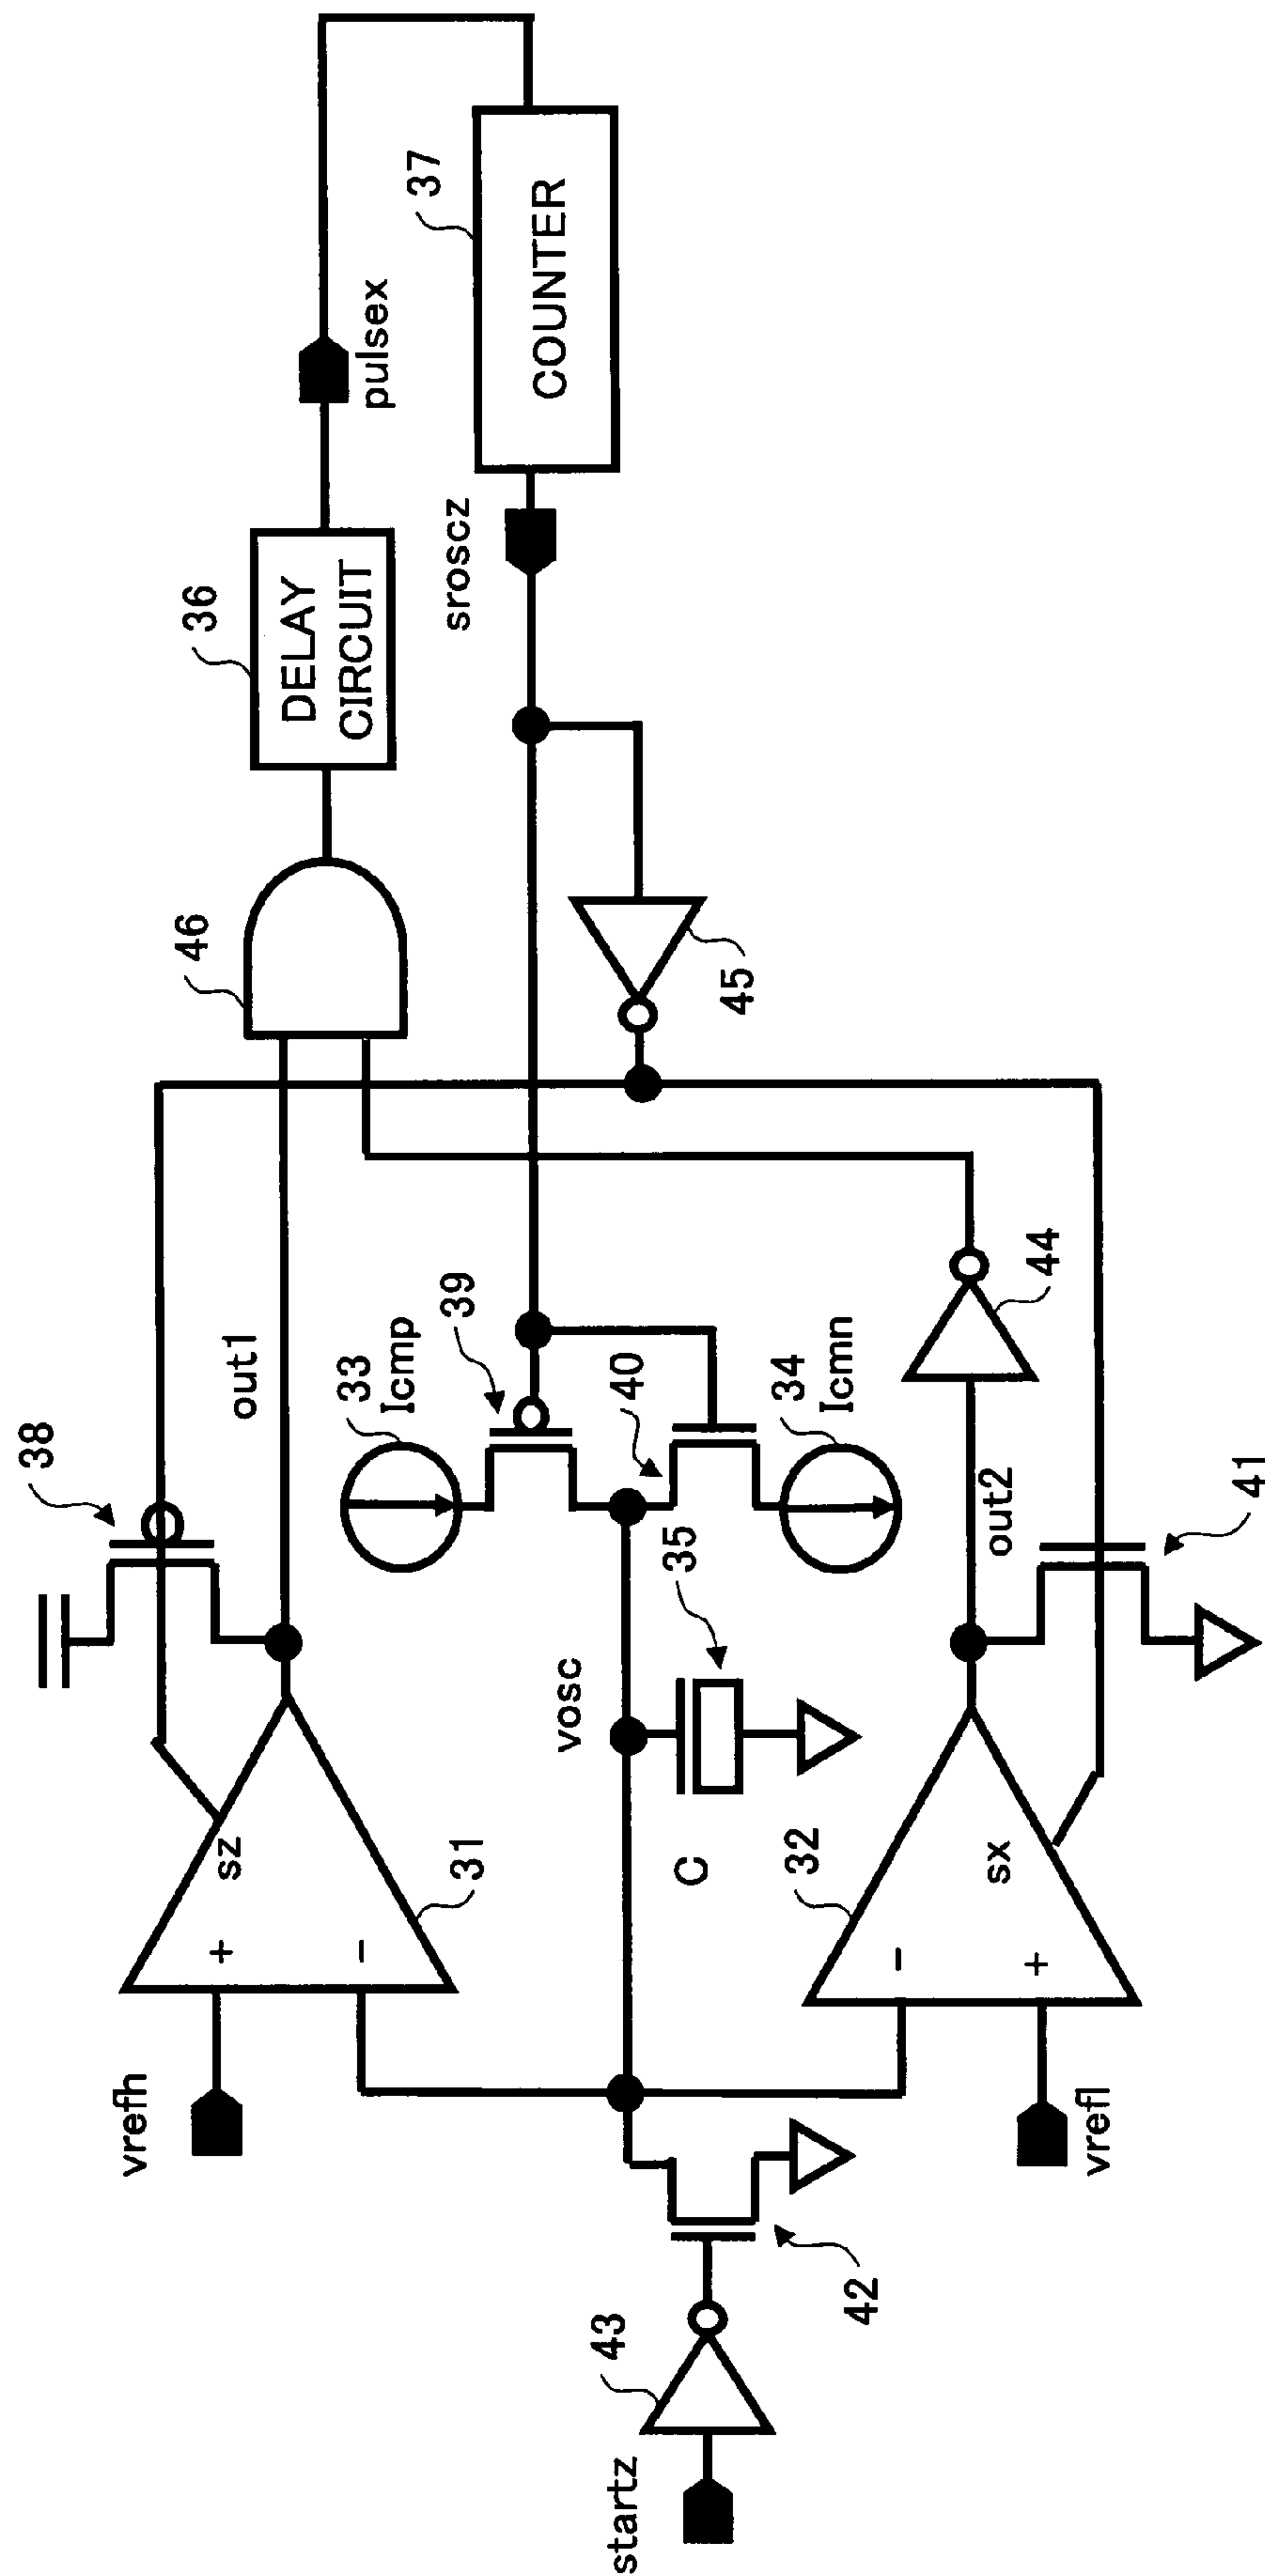 startz
43
42
vrefh
+
-
sz
31
38
out1
vosc
C
35
33
Icmp
39
40
34
Icmn
vrefl
-
+
sx
32
out2
41
44
45
46
36
DELAY
CIRCUIT
pulsex
sroscz
37
COUNTER